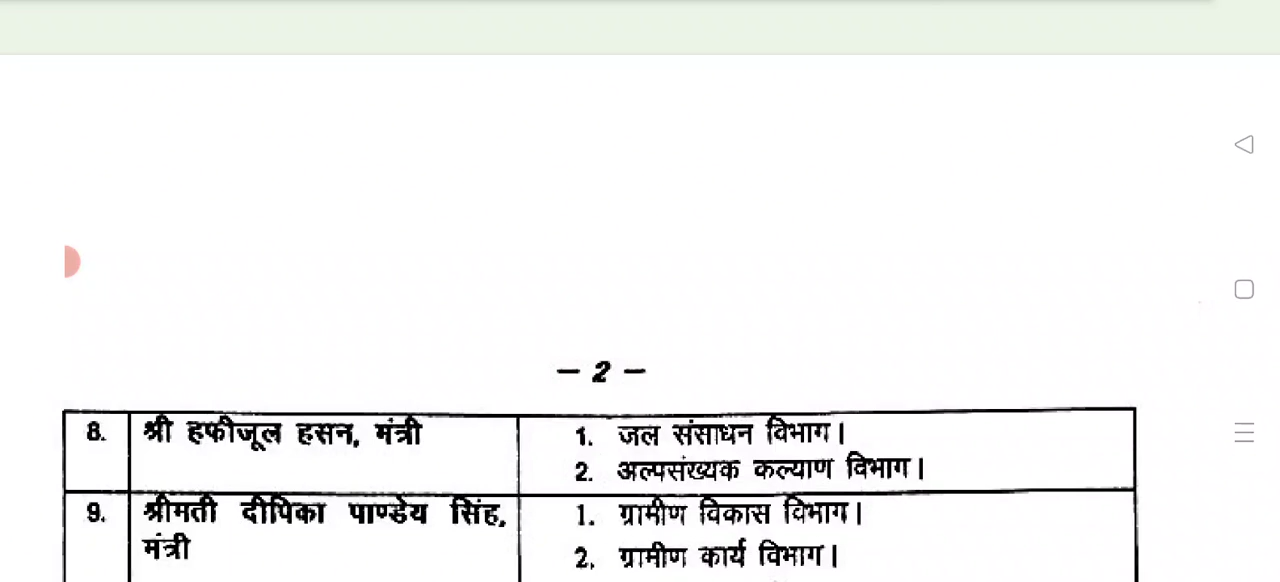 — 2 —
8. श्री हफीजूल हसन, मंत्री 1. जल संसाधन विभाग।
2. अल्पसंख्यक कल्याण विभाग।
9. श्रीमती दीपिका पाण्डेय सिंह, 1. ग्रामीण विकास विभाग।
मंत्री 2. ग्रामीण कार्य विभाग।